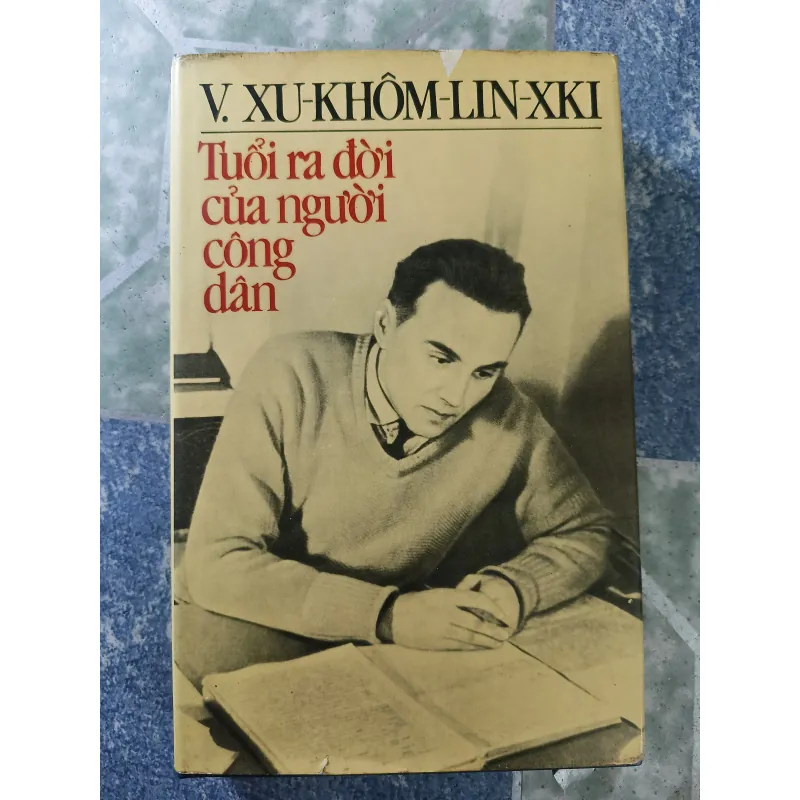 V. XU-KHÔM-LIN-XKI
Tuổi ra đời
của người
công
dân